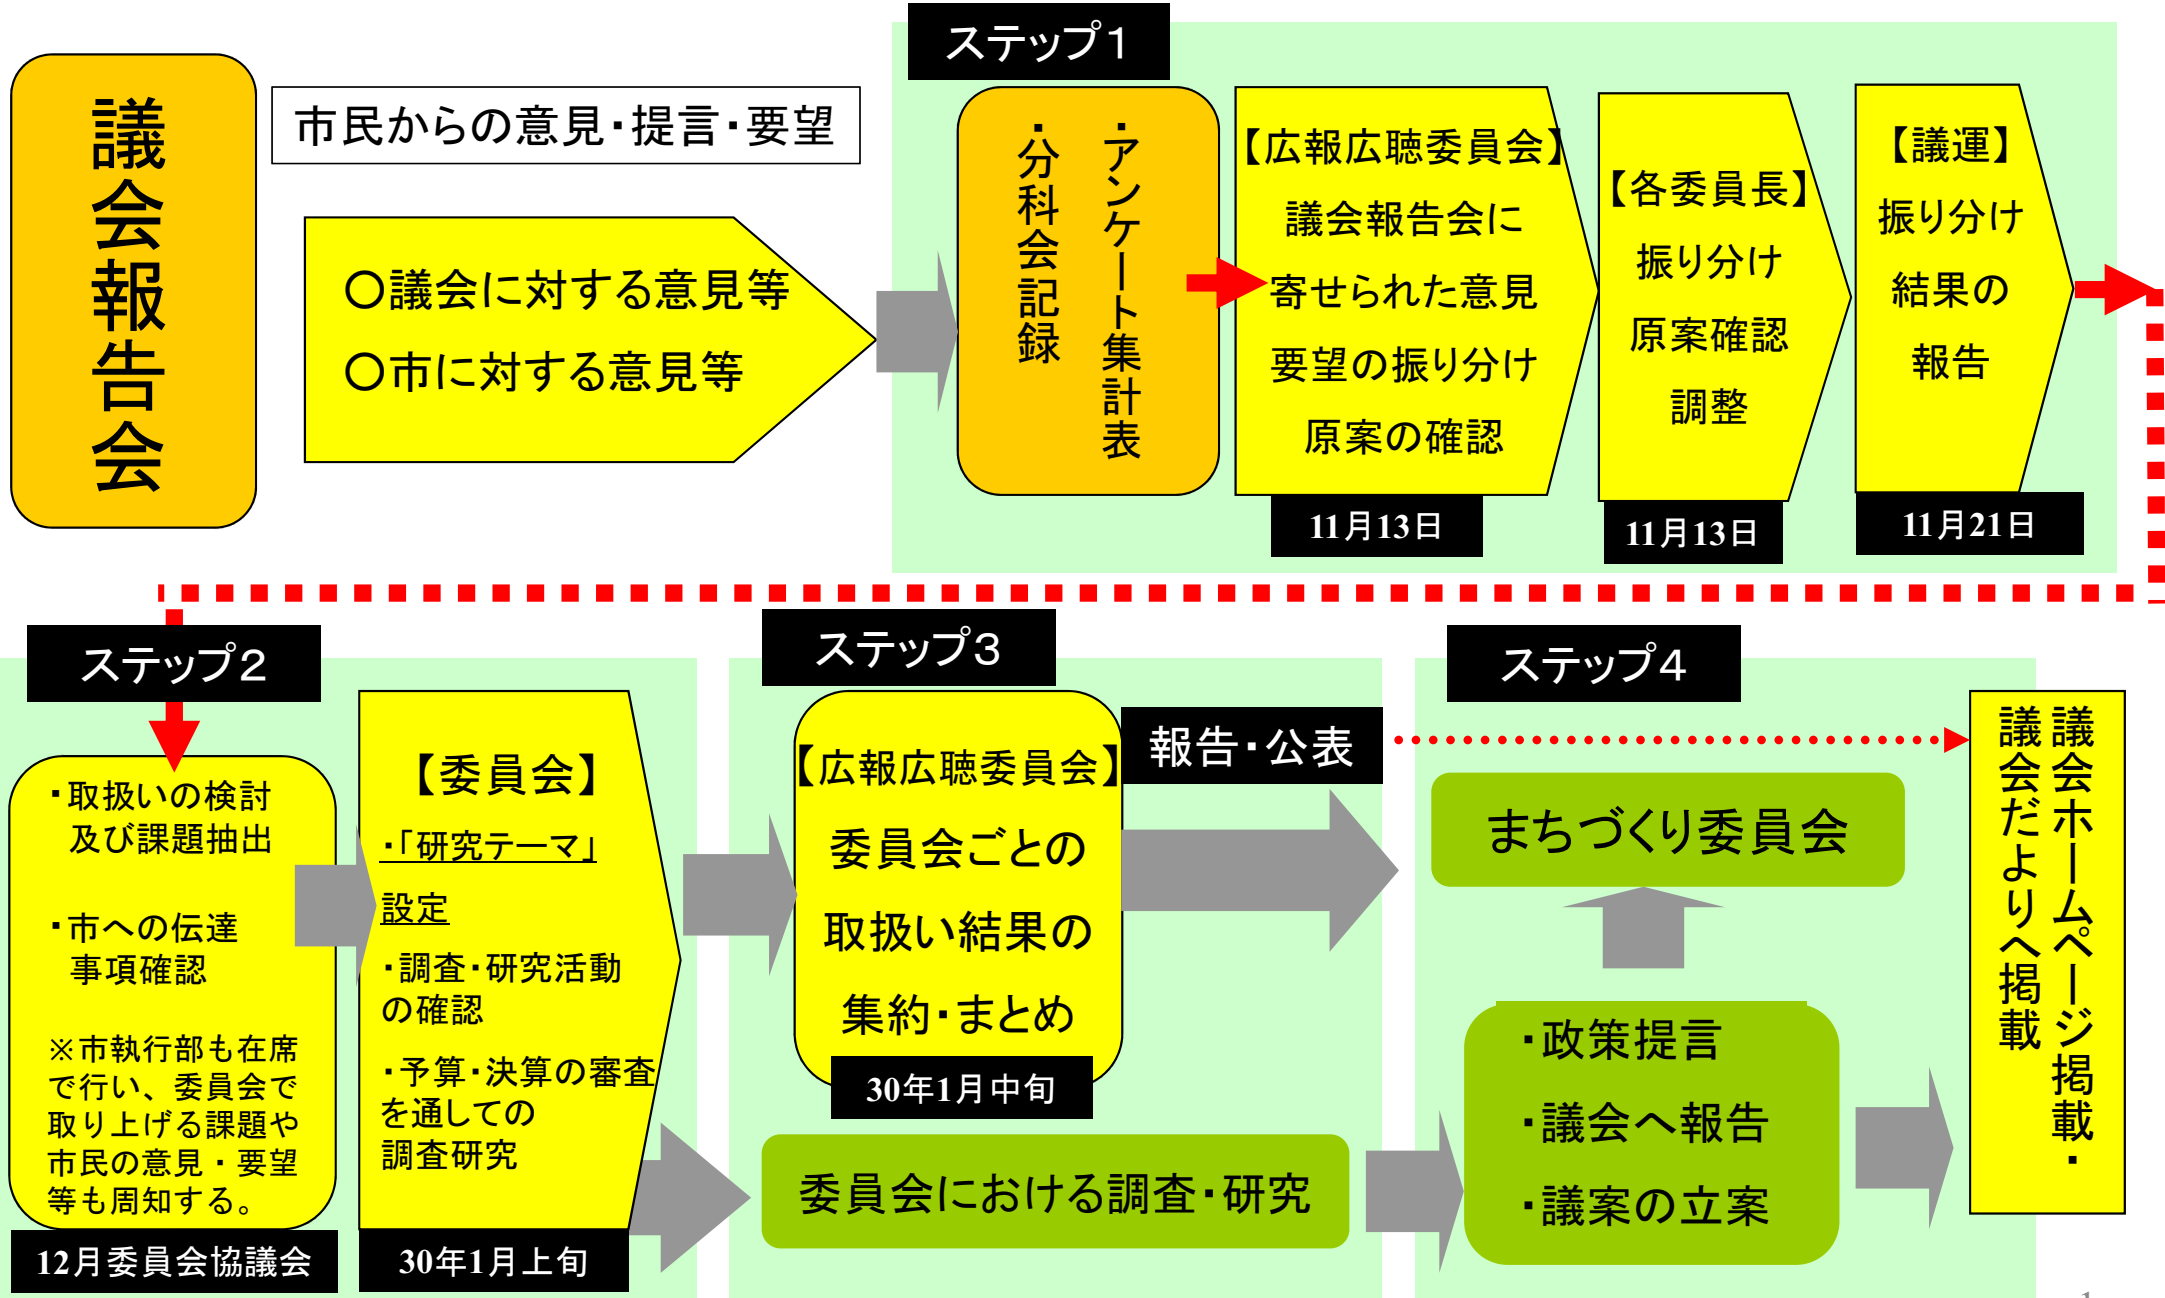 議会報告会
市民からの意見・提言・要望
○議会に対する意見等
○市に対する意見等
ステップ１
・アンケート集計表
・分科会記録
【広報広聴委員会】
議会報告会に
寄せられた意見
要望の振り分け
原案の確認
11月13日
【各委員長】
振り分け
原案確認
調整
11月13日
【議運】
振り分け
結果の
報告
11月21日
ステップ２
・取扱いの検討
及び課題抽出
・市への伝達
事項確認
※市執行部も在席
で行い、委員会で
取り上げる課題や
市民の意見・要望
等も周知する。
12月委員会協議会
【委員会】
・「研究テーマ」
設定
・調査・研究活動
の確認
・予算・決算の審査
を通しての
調査研究
30年1月上旬
ステップ３
【広報広聴委員会】
委員会ごとの
取扱い結果の
集約・まとめ
30年1月中旬
報告・公表
委員会における調査・研究
ステップ４
まちづくり委員会
・政策提言
・議会へ報告
・議案の立案
議会ホームページ掲載・
議会だよりへ掲載
1